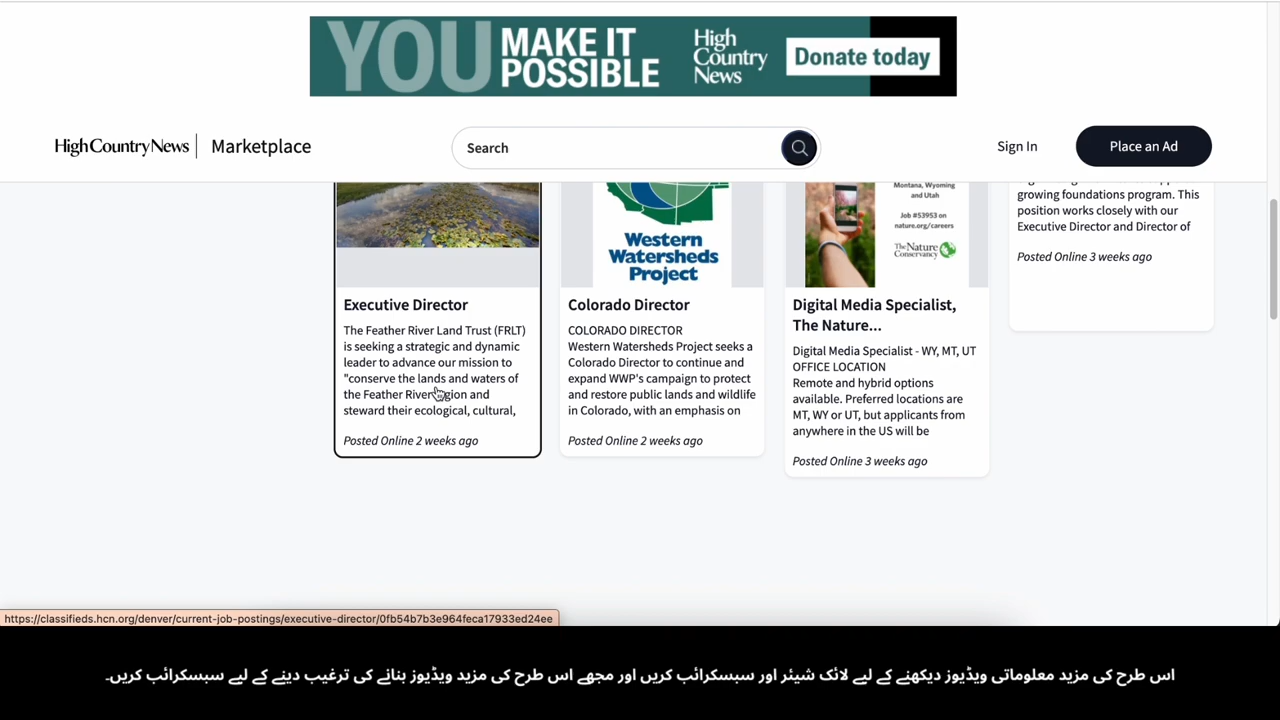 YOU MAKE IT
POSSIBLE
High
Country
News
Donate today
High Country News
Marketplace
Search
Sign In
Place an Ad
Western
Watersheds
Project
Montana, Wyoming
and Utah
Job #53953 on
nature.org/careers
The Nature
Conservancy
growing foundations program. This
position works closely with our
Executive Director and Director of
Posted Online 3 weeks ago
Executive Director
The Feather River Land Trust (FRLT)
is seeking a strategic and dynamic
leader to advance our mission to
"conserve the lands and waters of
the Feather River Region and
steward their ecological, cultural,
Posted Online 2 weeks ago
Colorado Director
COLORADO DIRECTOR
Western Watersheds Project seeks a
Colorado Director to continue and
expand WWP's campaign to protect
and restore public lands and wildlife
in Colorado, with an emphasis on
Posted Online 2 weeks ago
Digital Media Specialist,
The Nature...
Digital Media Specialist - WY, MT, UT
OFFICE LOCATION
Remote and hybrid options
available. Preferred locations are
MT, WY or UT, but applicants from
anywhere in the US will be
Posted Online 3 weeks ago
https://classifieds.hcn.org/denver/current-job-postings/executive-director/0fb54b7b3e964feca17933ed24ee
اس طرح کی مزید معلوماتی ویڈیوز دیکھنے کے لیے لائک شیئر اور سبسکرائب کریں اور مجھے اس طرح کی مزید ویڈیوز بنانے کی ترغیب دینے کے لیے سبسکرائب کریں۔